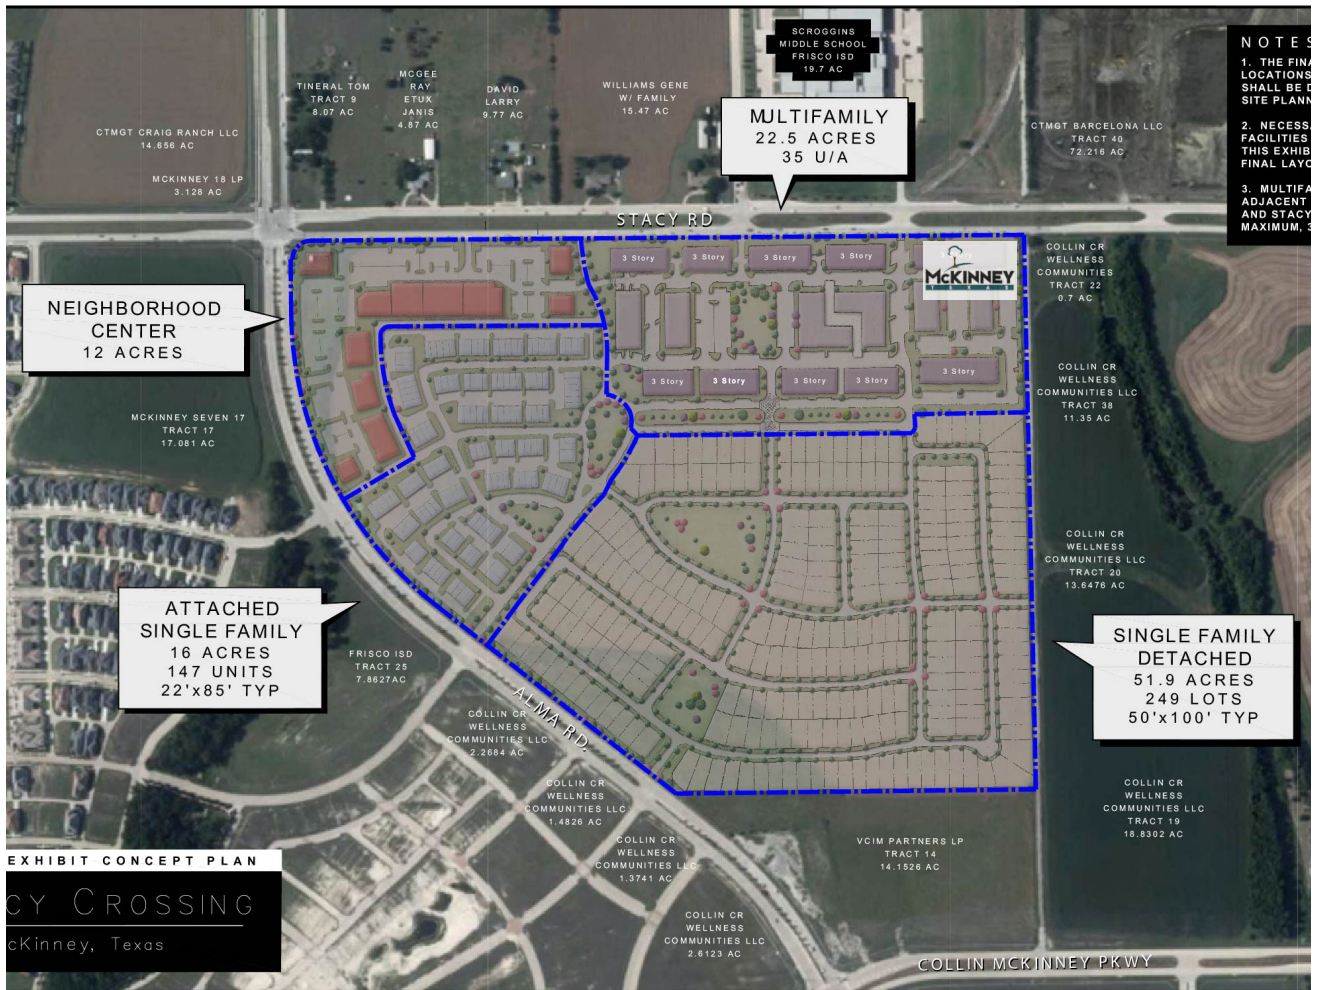 SCROGGINS
MIDDLE SCHOOL
FRISCO ISD
19.7 AC
NOTES
1. THE FINA
LOCATIONS
SHALL BE D
SITE PLANN
2. NECESSA
FACILITIES
THIS EXHIB
FINAL LAYO
3. MULTIFA
ADJACENT
AND STACY
MAXIMUM, 3
TINERAL TOM
TRACT 9
8.07 AC
MCGEE
RAY
ETUX
JANIS
4.87 AC
DAVID
LARRY
9.77 AC
WILLIAMS GENE
W/ FAMILY
15.47 AC
MULTIFAMILY
22.5 ACRES
35 U/A
CTMGT BARCELONA LLC
TRACT 40
72.216 AC
CTMGT CRAIG RANCH LLC
14.656 AC
MCKINNEY 18 LP
3.128 AC
STACY RD
3 Story
3 Story
3 Story
3 Story
MCKINNEY
TEXAS
COLLIN CR
WELLNESS
COMMUNITIES
TRACT 22
0.7 AC
NEIGHBORHOOD
CENTER
12 ACRES
3 Story
3 Story
3 Story
3 Story
3 Story
COLLIN CR
WELLNESS
COMMUNITIES LLC
TRACT 38
11.35 AC
MCKINNEY SEVEN 17
TRACT 17
17.081 AC
COLLIN CR
WELLNESS
COMMUNITIES LLC
TRACT 20
13.6476 AC
ATTACHED
SINGLE FAMILY
16 ACRES
147 UNITS
22'x85' TYP
FRISCO ISD
TRACT 25
7.8627AC
SINGLE FAMILY
DETACHED
51.9 ACRES
249 LOTS
50'x100' TYP
ALMA RD.
COLLIN CR
WELLNESS
COMMUNITIES LLC
2.2684 AC
COLLIN CR
WELLNESS
COMMUNITIES LLC
1.4826 AC
COLLIN CR
WELLNESS
COMMUNITIES LLC
TRACT 19
18.8302 AC
COLLIN CR
WELLNESS
COMMUNITIES LLC
1.3741 AC
VCIM PARTNERS LP
TRACT 14
14.1526 AC
EXHIBIT CONCEPT PLAN
CY CROSSING
cKinney, Texas
COLLIN CR
WELLNESS
COMMUNITIES LLC
2.6123 AC
COLLIN MCKINNEY PKWY